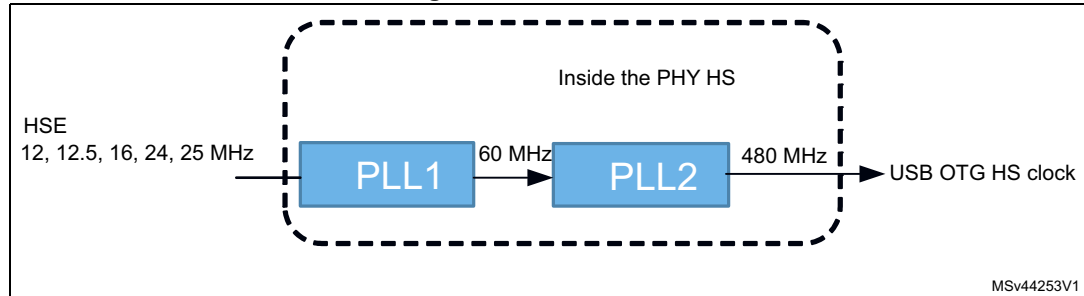 Inside the PHY HS
HSE
12, 12.5, 16, 24, 25 MHz
PLL1
60 MHz
PLL2
480 MHz
USB OTG HS clock
MSv44253V1